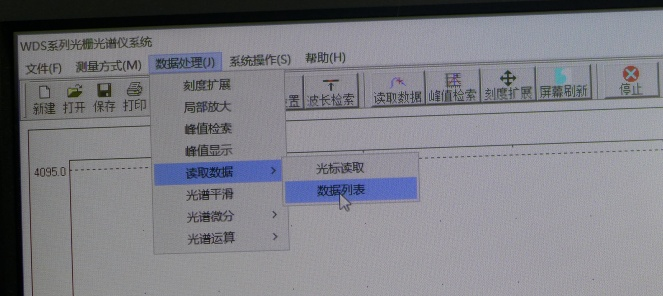 WDS系列光栅光谱仪系统
文件(F) 测量方式(M) 数据处理(J) 系统操作(S) 帮助(H)
新建 打开 保存 打印 置 波长检索 读取数据 峰值检索 刻度扩展 屏幕刷新 停止
刻度扩展
局部放大
峰值检索
峰值显示
读取数据 >
光标读取
数据列表
光谱平滑
光谱微分 >
光谱运算 >
4095.0